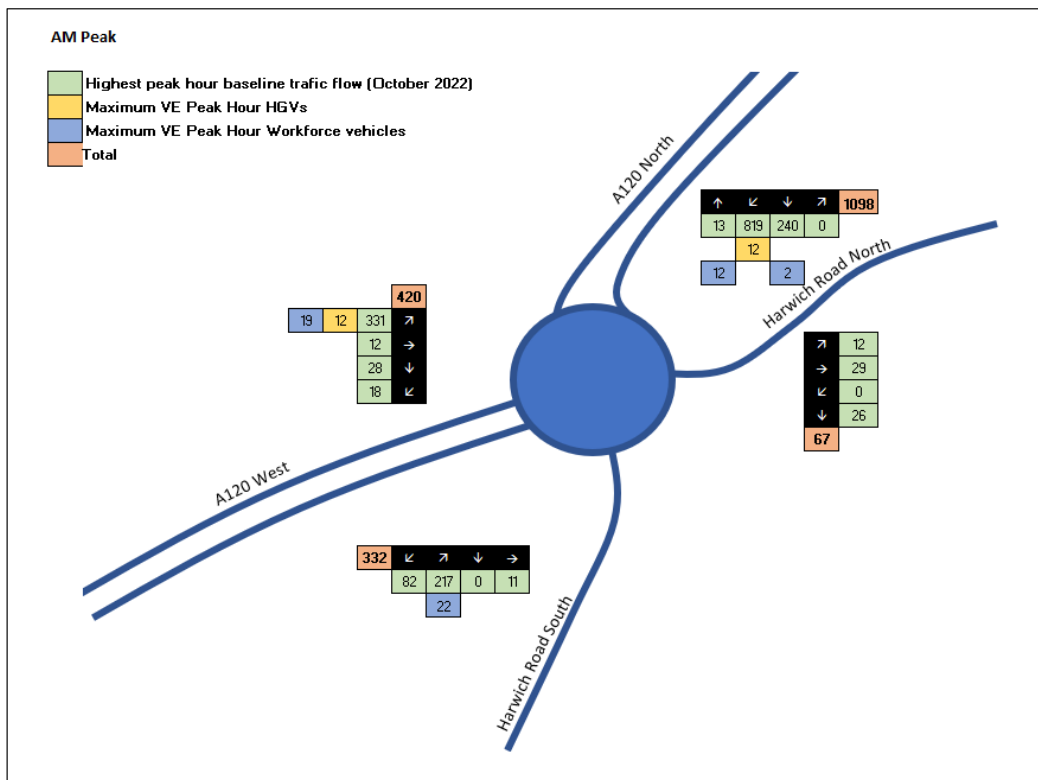 AM Peak
Highest peak hour baseline trafic flow (October 2022)
Maximum VE Peak Hour HGVs
Maximum VE Peak Hour Workforce vehicles
Total
A120 North
↑ ↙ ↓ ↗ 1098
13 819 240 0
12
12 2
Harwich Road North
420
19 12 331 ↗
12 →
28 ↓
18 ↙
↗ 12
→ 29
↙ 0
↓ 26
67
A120 West
332 ↙ ↗ ↓ →
82 217 0 11
22
Harwich Road South